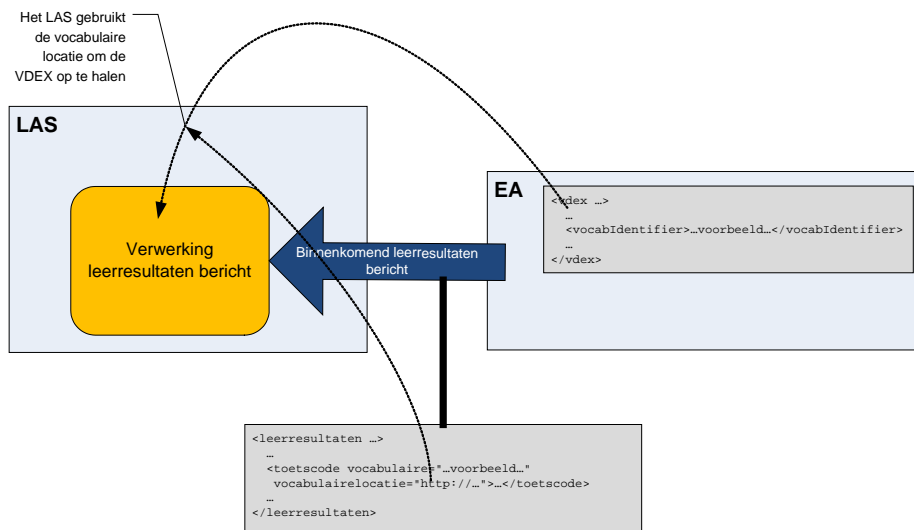 Het LAS gebruikt
de vocabulaire
locatie om de
VDEX op te halen
LAS
Verwerking
leerresultaten bericht
Binnenkomend leerresultaten
bericht
EA
<vdex …>
…
<vocabIdentifier>…voorbeeld…</vocabIdentifier>
…
</vdex>
<leerresultaten …>
…
<toetscode vocabulaire="…voorbeeld…"
vocabulairelocatie="http://…">…</toetscode>
…
</leerresultaten>